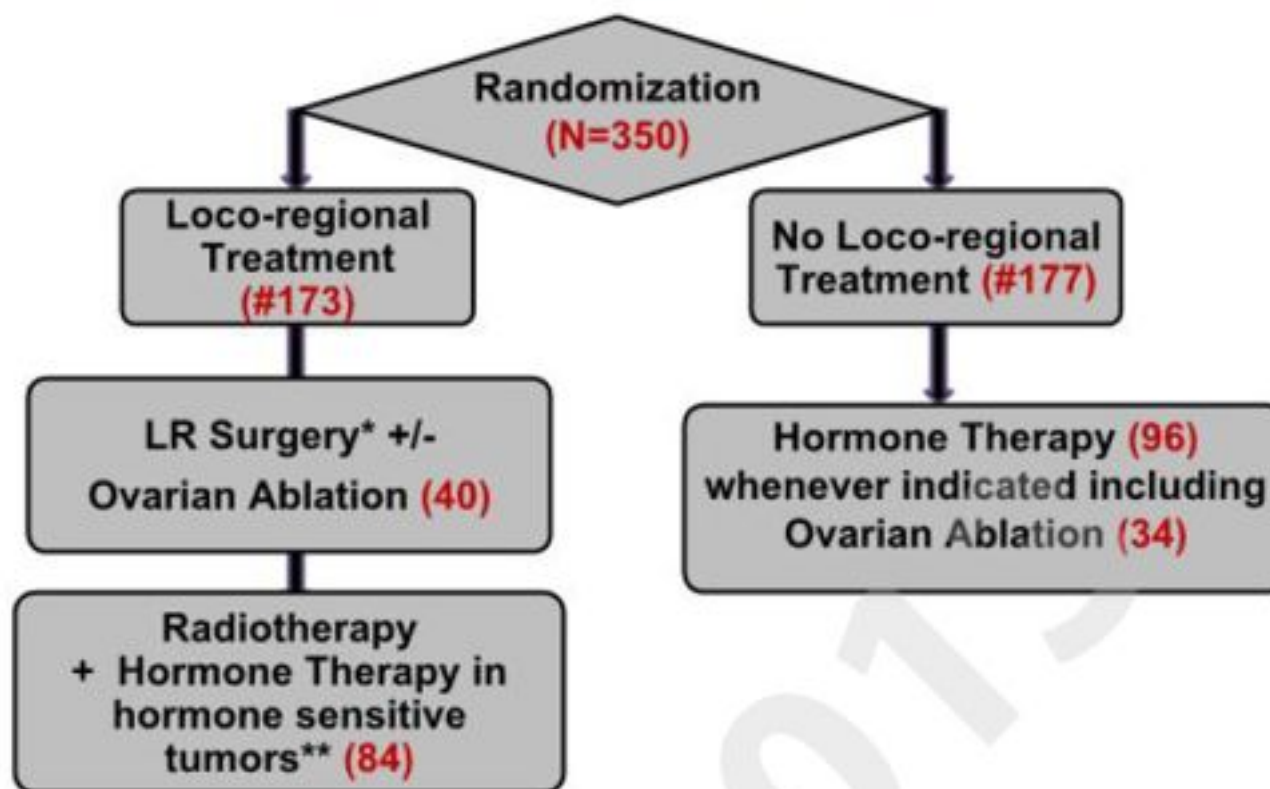 Randomization
(N=350)
Loco-regional
Treatment
(#173)
No Loco-regional
Treatment (#177)
LR Surgery* +/-
Ovarian Ablation (40)
Hormone Therapy (96)
whenever indicated including
Ovarian Ablation (34)
Radiotherapy
+ Hormone Therapy in
hormone sensitive
tumors** (84)